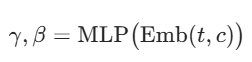 γ, β = MLP(Emb(t, c))